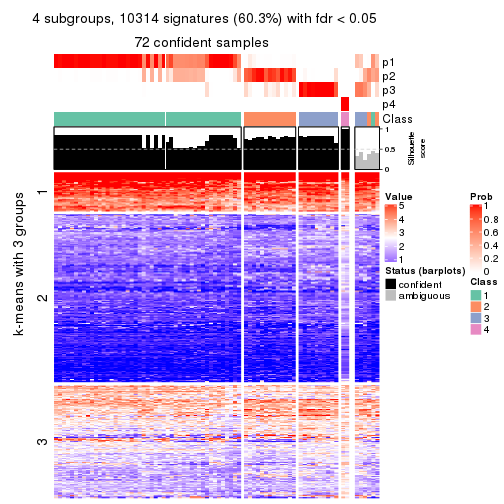 4 subgroups, 10314 signatures (60.3%) with fdr < 0.05
72 confident samples
p1
p2
p3
p4
Class
1
0.5
0
Silhouette
score
k-means with 3 groups
1
2
3
Value
5
4
3
2
1
Status (barplots)
confident
ambiguous
Prob
1
0.8
0.6
0.4
0.2
0
Class
1
2
3
4